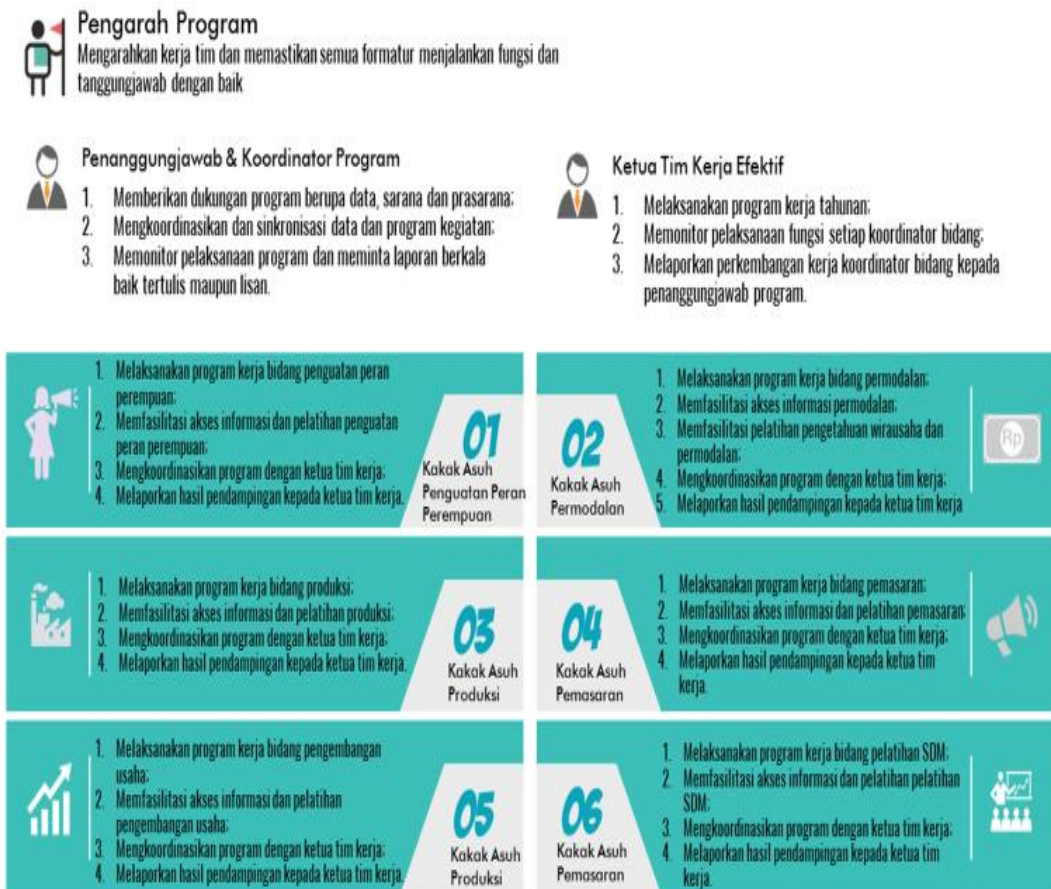 Pengarah Program
Mengarahkan kerja tim dan memastikan semua formatur menjalankan fungsi dan
tanggungjawab dengan baik
Penanggungjawab & Koordinator Program
1. Memberikan dukungan program berupa data, sarana dan prasarana;
2. Mengkoordinasikan dan sinkronisasi data dan program kegiatan;
3. Memonitor pelaksanaan program dan meminta laporan berkala
baik tertulis maupun lisan.
Ketua Tim Kerja Efektif
1. Melaksanakan program kerja tahunan;
2. Memonitor pelaksanaan fungsi setiap koordinator bidang;
3. Melaporkan perkembangan kerja koordinator bidang kepada
penanggungjawab program.
1. Melaksanakan program kerja bidang penguatan peran
perempuan;
2. Memfasilitasi akses informasi dan pelatihan penguatan
peran perempuan;
3. Mengkoordinasikan program dengan ketua tim kerja;
4. Melaporkan hasil pendampingan kepada ketua tim kerja.
01
Kakak Asuh
Penguatan Peran
Perempuan
02
Kakak Asuh
Permodalan
1. Melaksanakan program kerja bidang permodalan;
2. Memfasilitasi akses informasi permodalan;
3. Memfasilitasi pelatihan pengetahuan wirausaha dan
permodalan;
4. Mengkoordinasikan program dengan ketua tim kerja;
5. Melaporkan hasil pendampingan kepada ketua tim kerja
Rp
1. Melaksanakan program kerja bidang produksi;
2. Memfasilitasi akses informasi dan pelatihan produksi;
3. Mengkoordinasikan program dengan ketua tim kerja;
4. Melaporkan hasil pendampingan kepada ketua tim kerja.
03
Kakak Asuh
Produksi
04
Kakak Asuh
Pemasaran
1. Melaksanakan program kerja bidang pemasaran;
2. Memfasilitasi akses informasi dan pelatihan pemasaran;
3. Mengkoordinasikan program dengan ketua tim kerja;
4. Melaporkan hasil pendampingan kepada ketua tim
kerja.
1. Melaksanakan program kerja bidang pengembangan
usaha;
2. Memfasilitasi akses informasi dan pelatihan
pengembangan usaha;
3. Mengkoordinasikan program dengan ketua tim kerja;
4. Melaporkan hasil pendampingan kepada ketua tim kerja.
05
Kakak Asuh
Produksi
06
Kakak Asuh
Pemasaran
1. Melaksanakan program kerja bidang pelatihan SDM;
2. Memfasilitasi akses informasi dan pelatihan pelatihan
SDM;
3. Mengkoordinasikan program dengan ketua tim kerja;
4. Melaporkan hasil pendampingan kepada ketua tim
kerja.